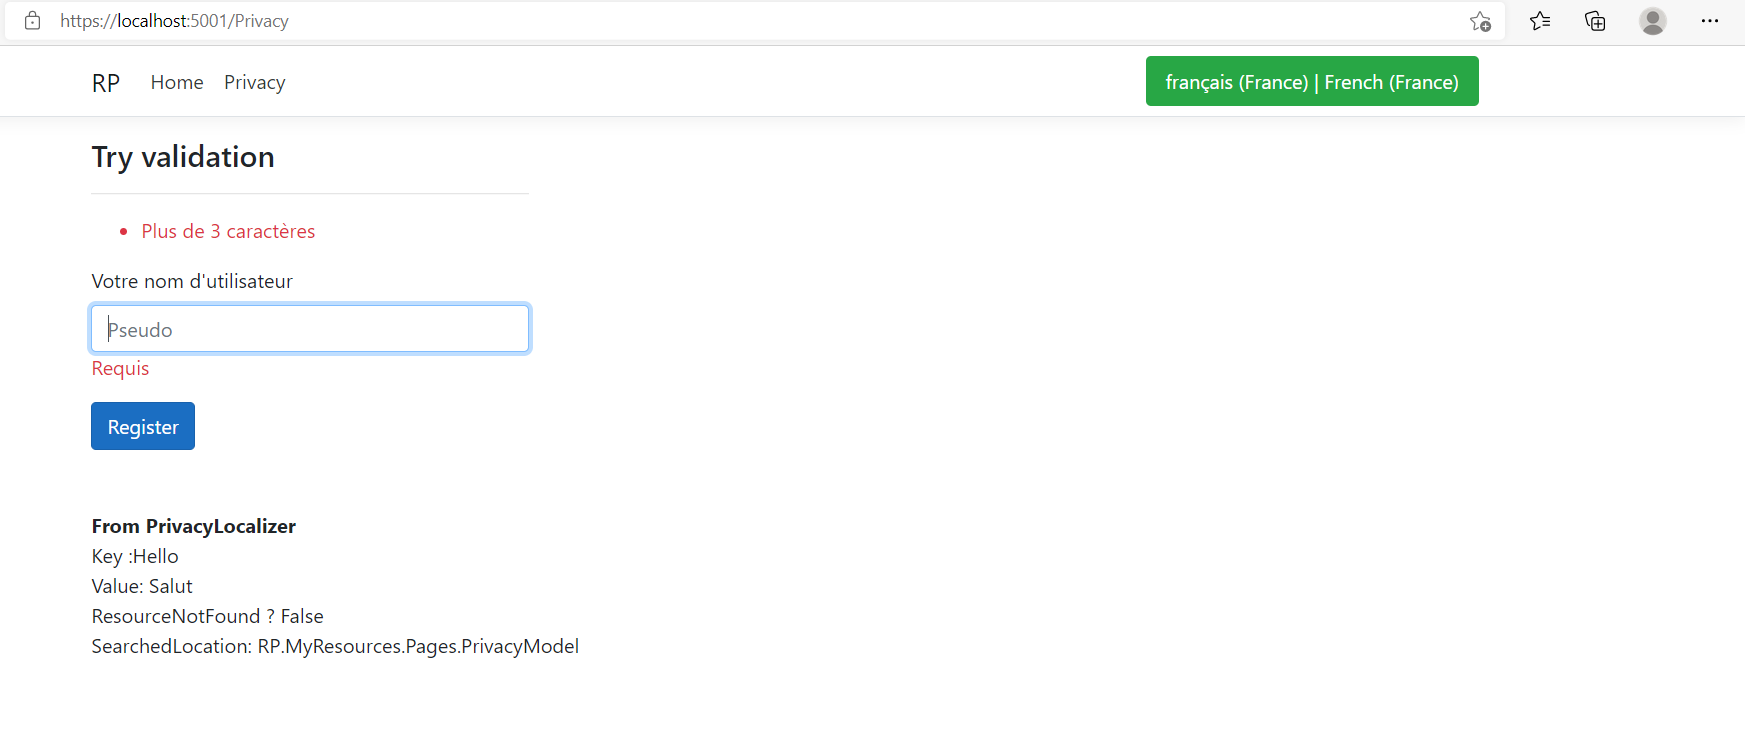 https://localhost:5001/Privacy
RP Home Privacy français (France) | French (France)
Try validation
Plus de 3 caractères
Votre nom d'utilisateur
Pseudo
Requis
Register
From PrivacyLocalizer
Key :Hello
Value: Salut
ResourceNotFound ? False
SearchedLocation: RP.MyResources.Pages.PrivacyModel